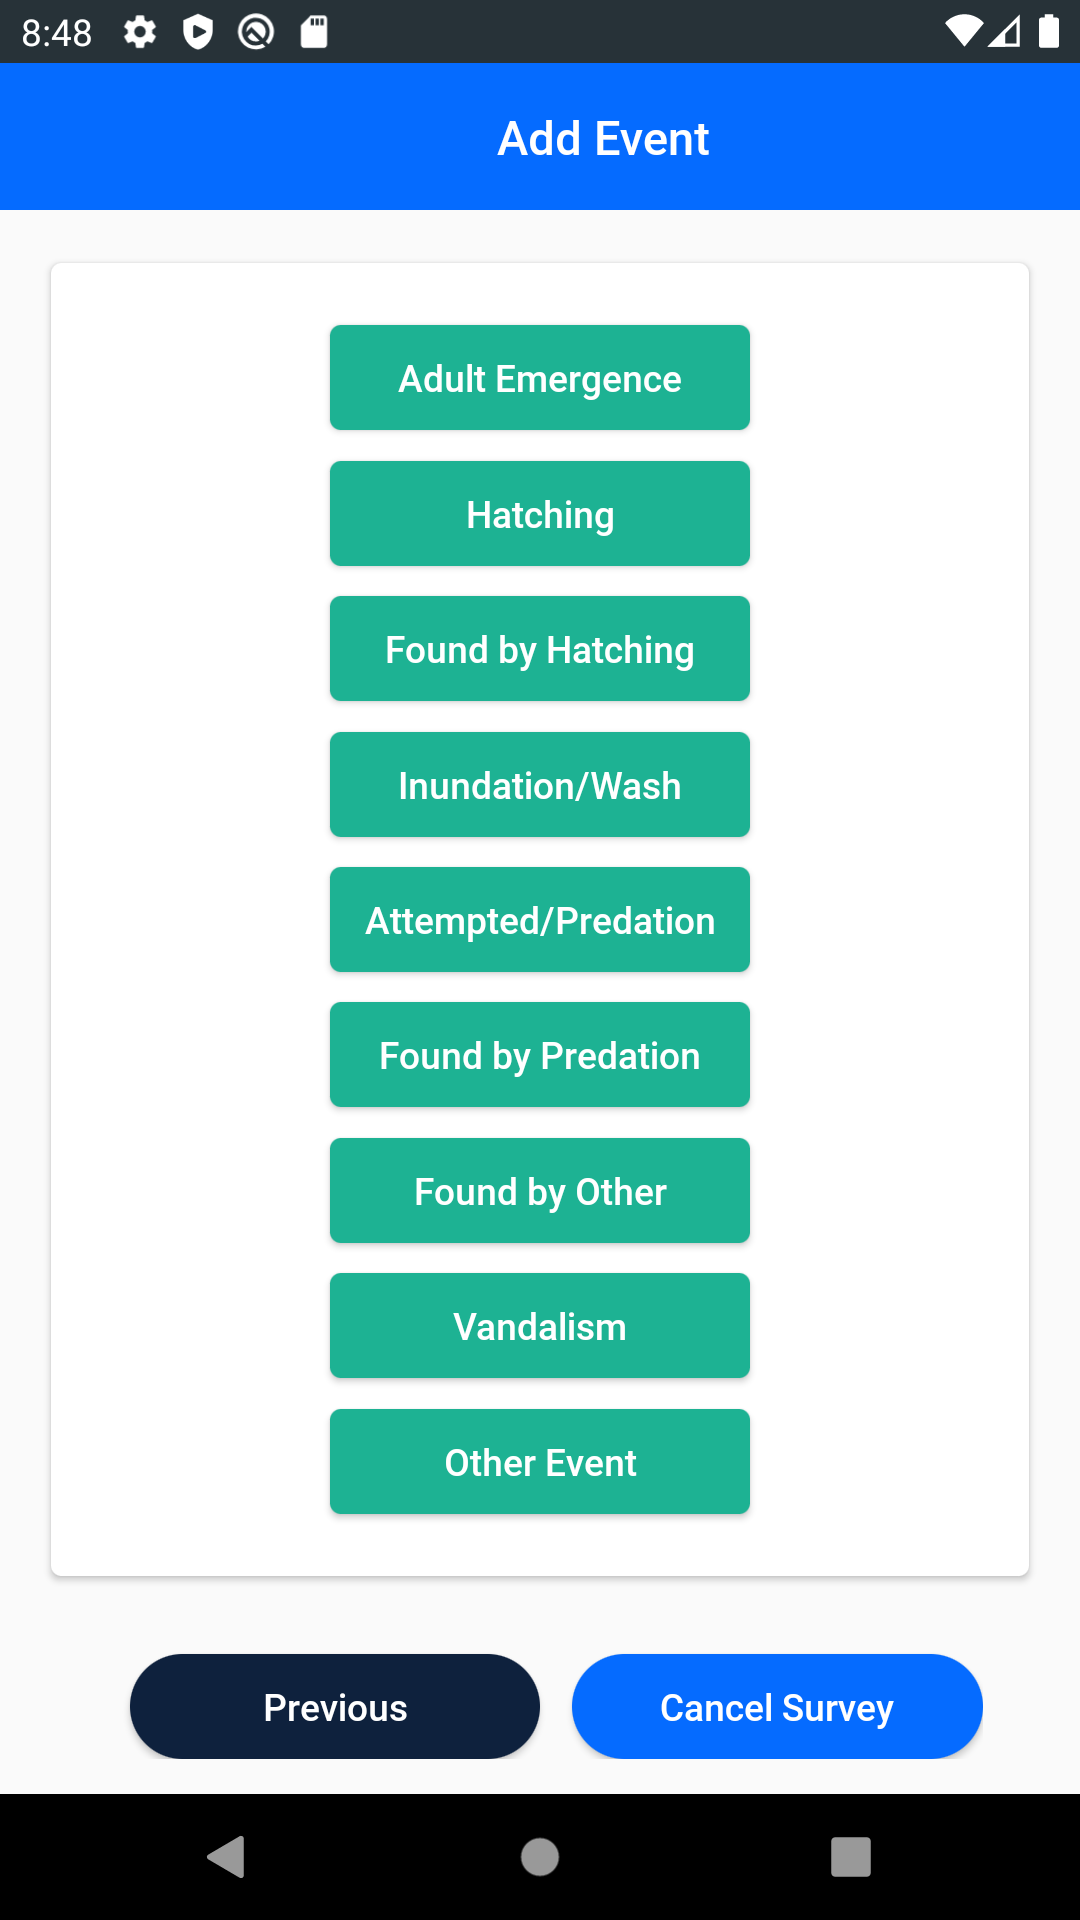 8:48
Add Event
Adult Emergence
Hatching
Found by Hatching
Inundation/Wash
Attempted/Predation
Found by Predation
Found by Other
Vandalism
Other Event
Previous
Cancel Survey